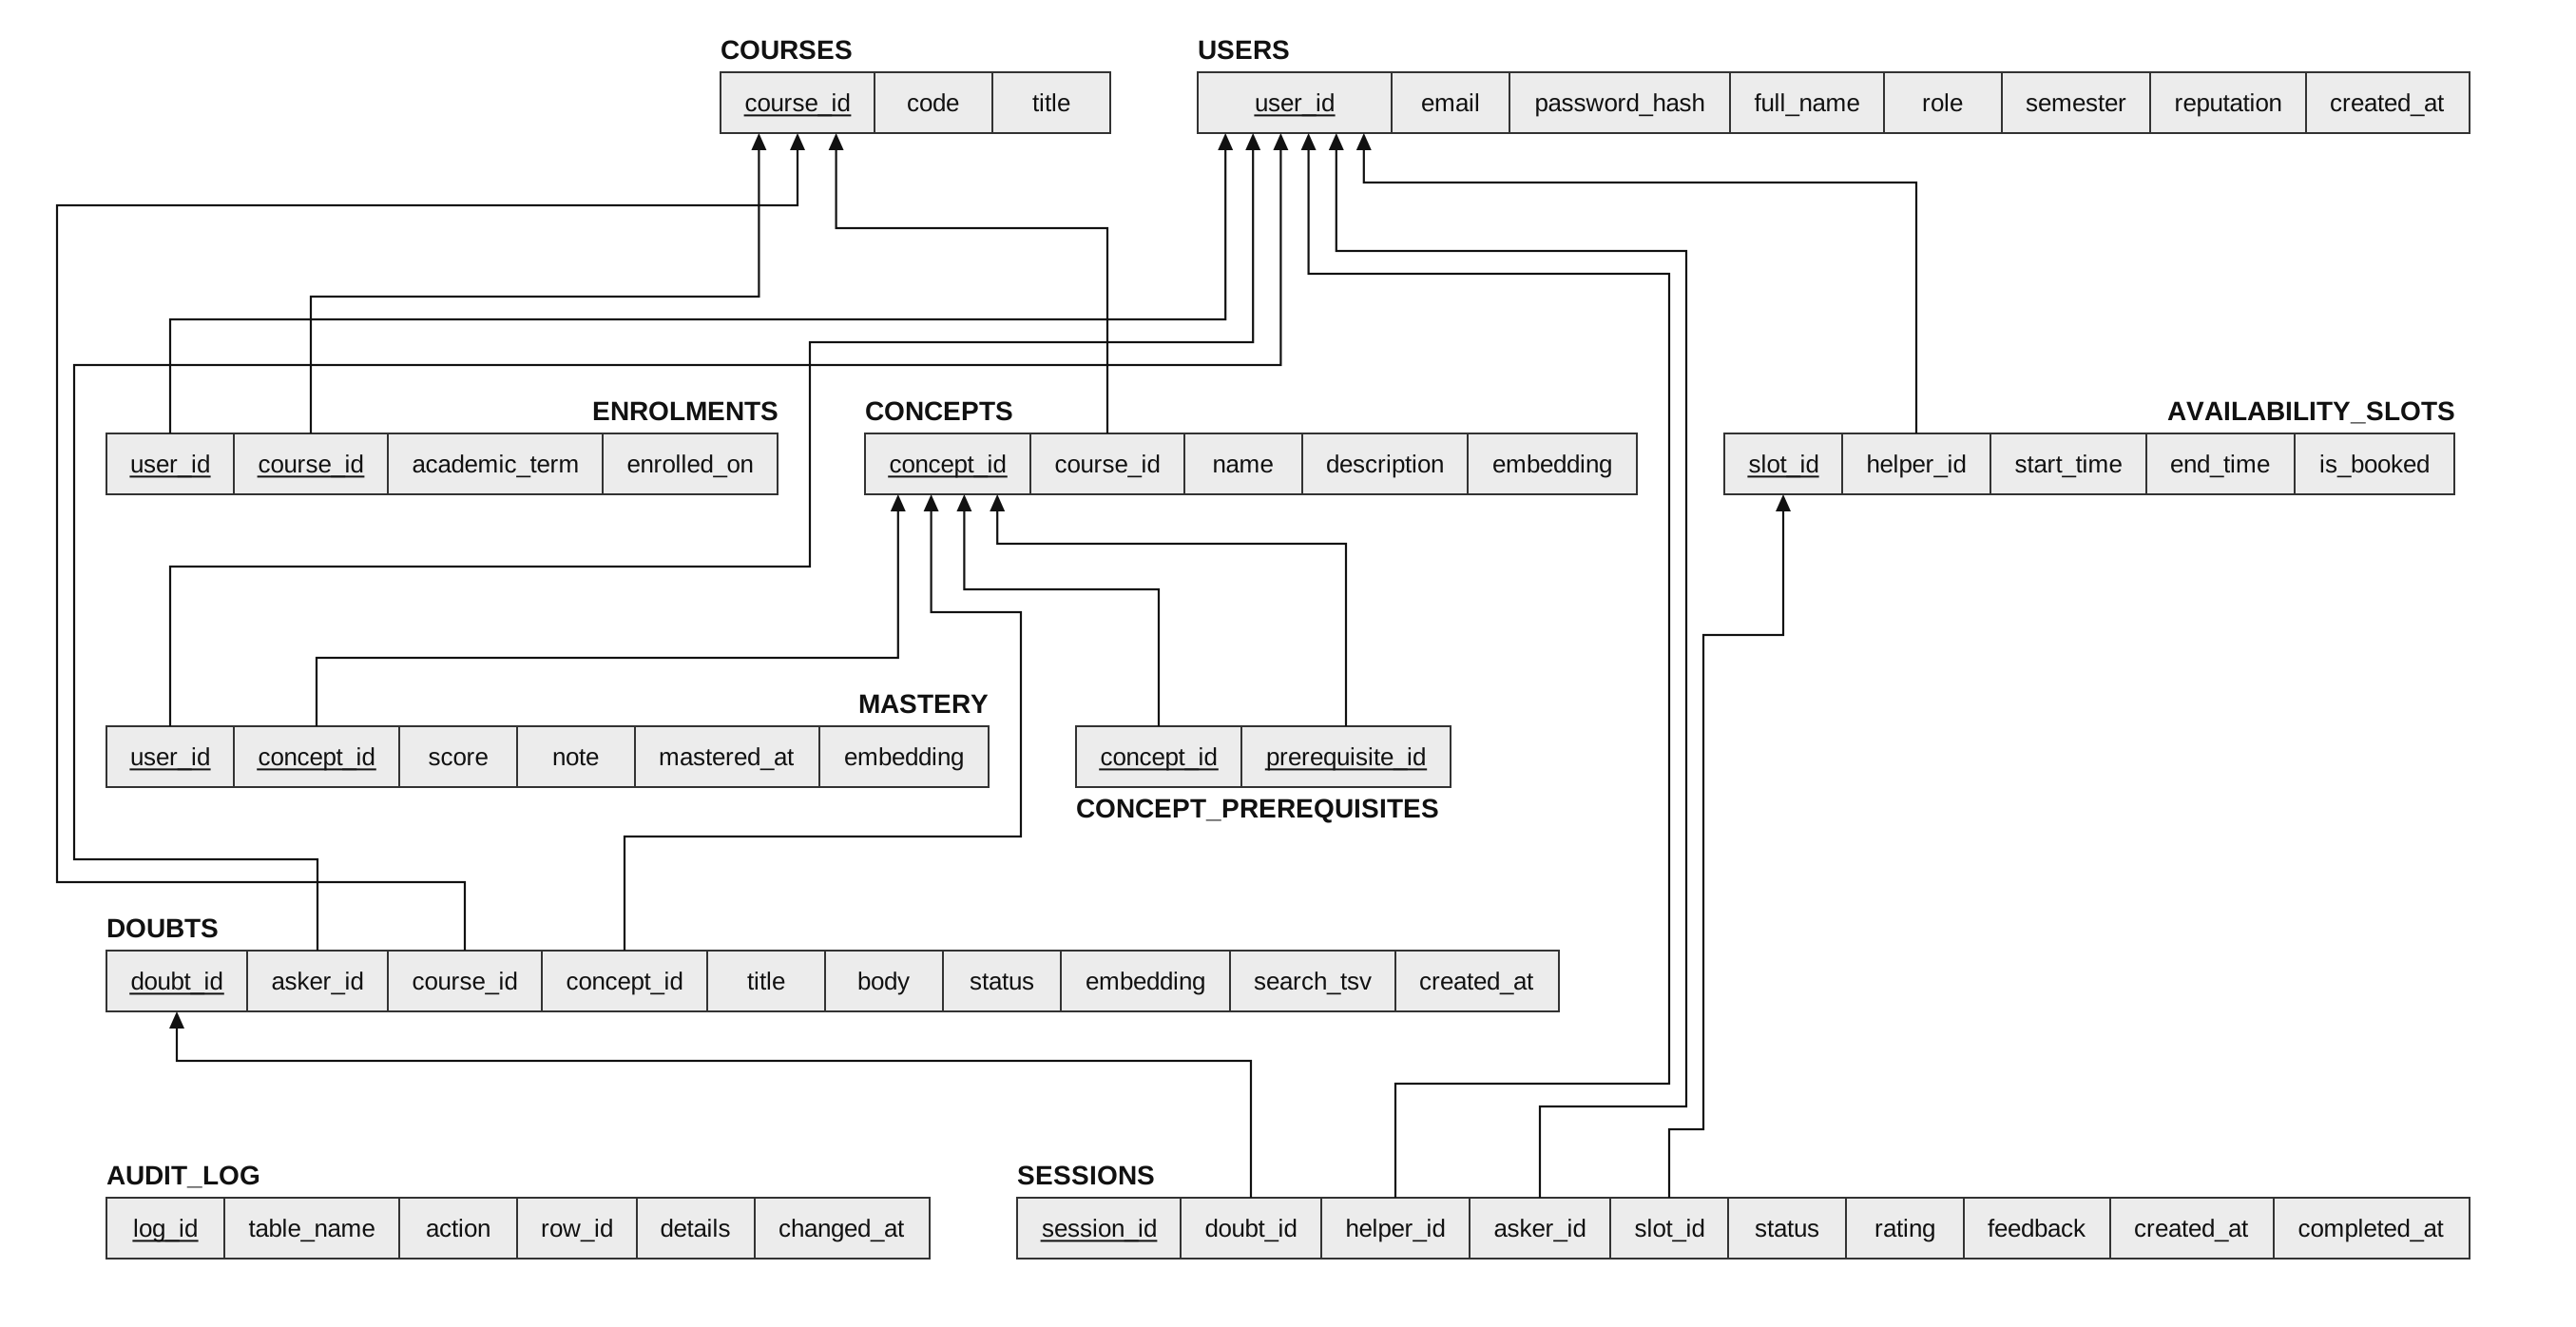 COURSES
course_id code title
USERS
user_id email password_hash full_name role semester reputation created_at
ENROLMENTS
user_id course_id academic_term enrolled_on
CONCEPTS
concept_id course_id name description embedding
AVAILABILITY_SLOTS
slot_id helper_id start_time end_time is_booked
MASTERY
user_id concept_id score note mastered_at embedding
concept_id prerequisite_id
CONCEPT_PREREQUISITES
DOUBTS
doubt_id asker_id course_id concept_id title body status embedding search_tsv created_at
AUDIT_LOG
log_id table_name action row_id details changed_at
SESSIONS
session_id doubt_id helper_id asker_id slot_id status rating feedback created_at completed_at